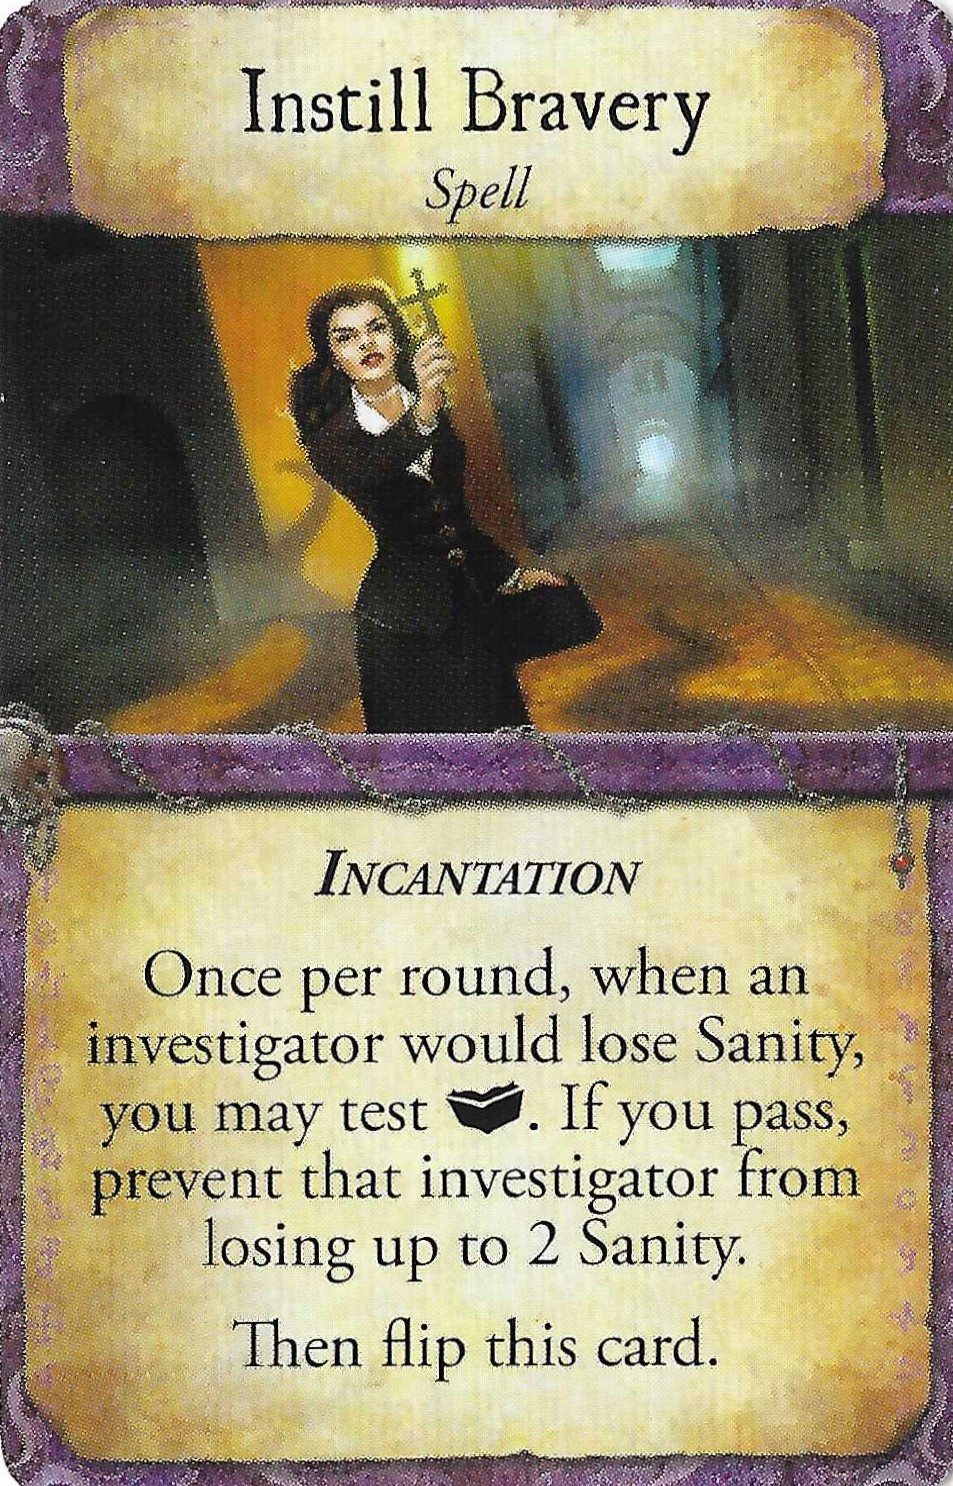 Instill Bravery
Spell
INCANTATION
Once per round, when an
investigator would lose Sanity,
you may test . If you pass,
prevent that investigator from
losing up to 2 Sanity.
Then flip this card.